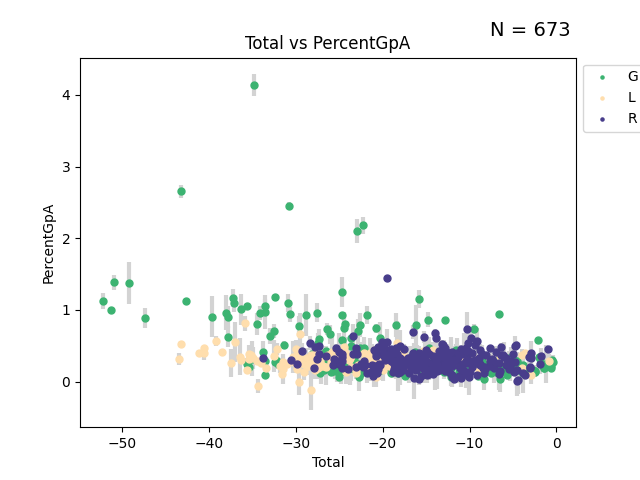 N = 673
Total vs PercentGpA
G
L
R
PercentGpA
4
3
2
1
0
−50 −40 −30 −20 −10 0
Total